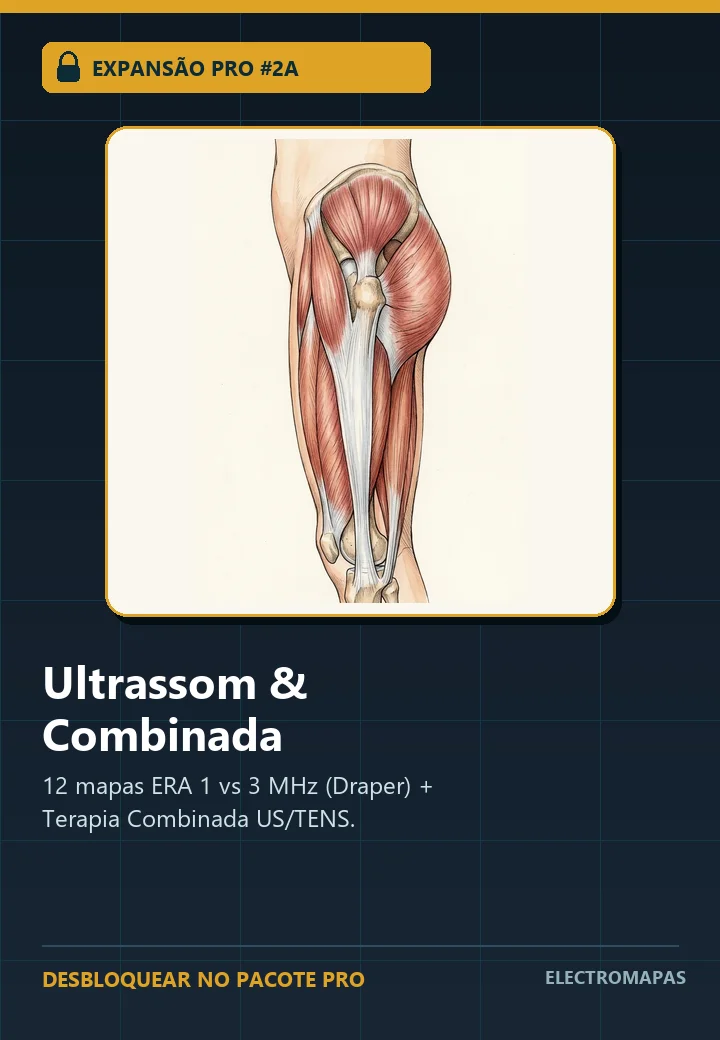 EXPANSÃO PRO #2A
Ultrassom &
Combinada
12 mapas ERA 1 vs 3 MHz (Draper) +
Terapia Combinada US/TENS.
DESBLOQUEAR NO PACOTE PRO
ELECTROMAPAS